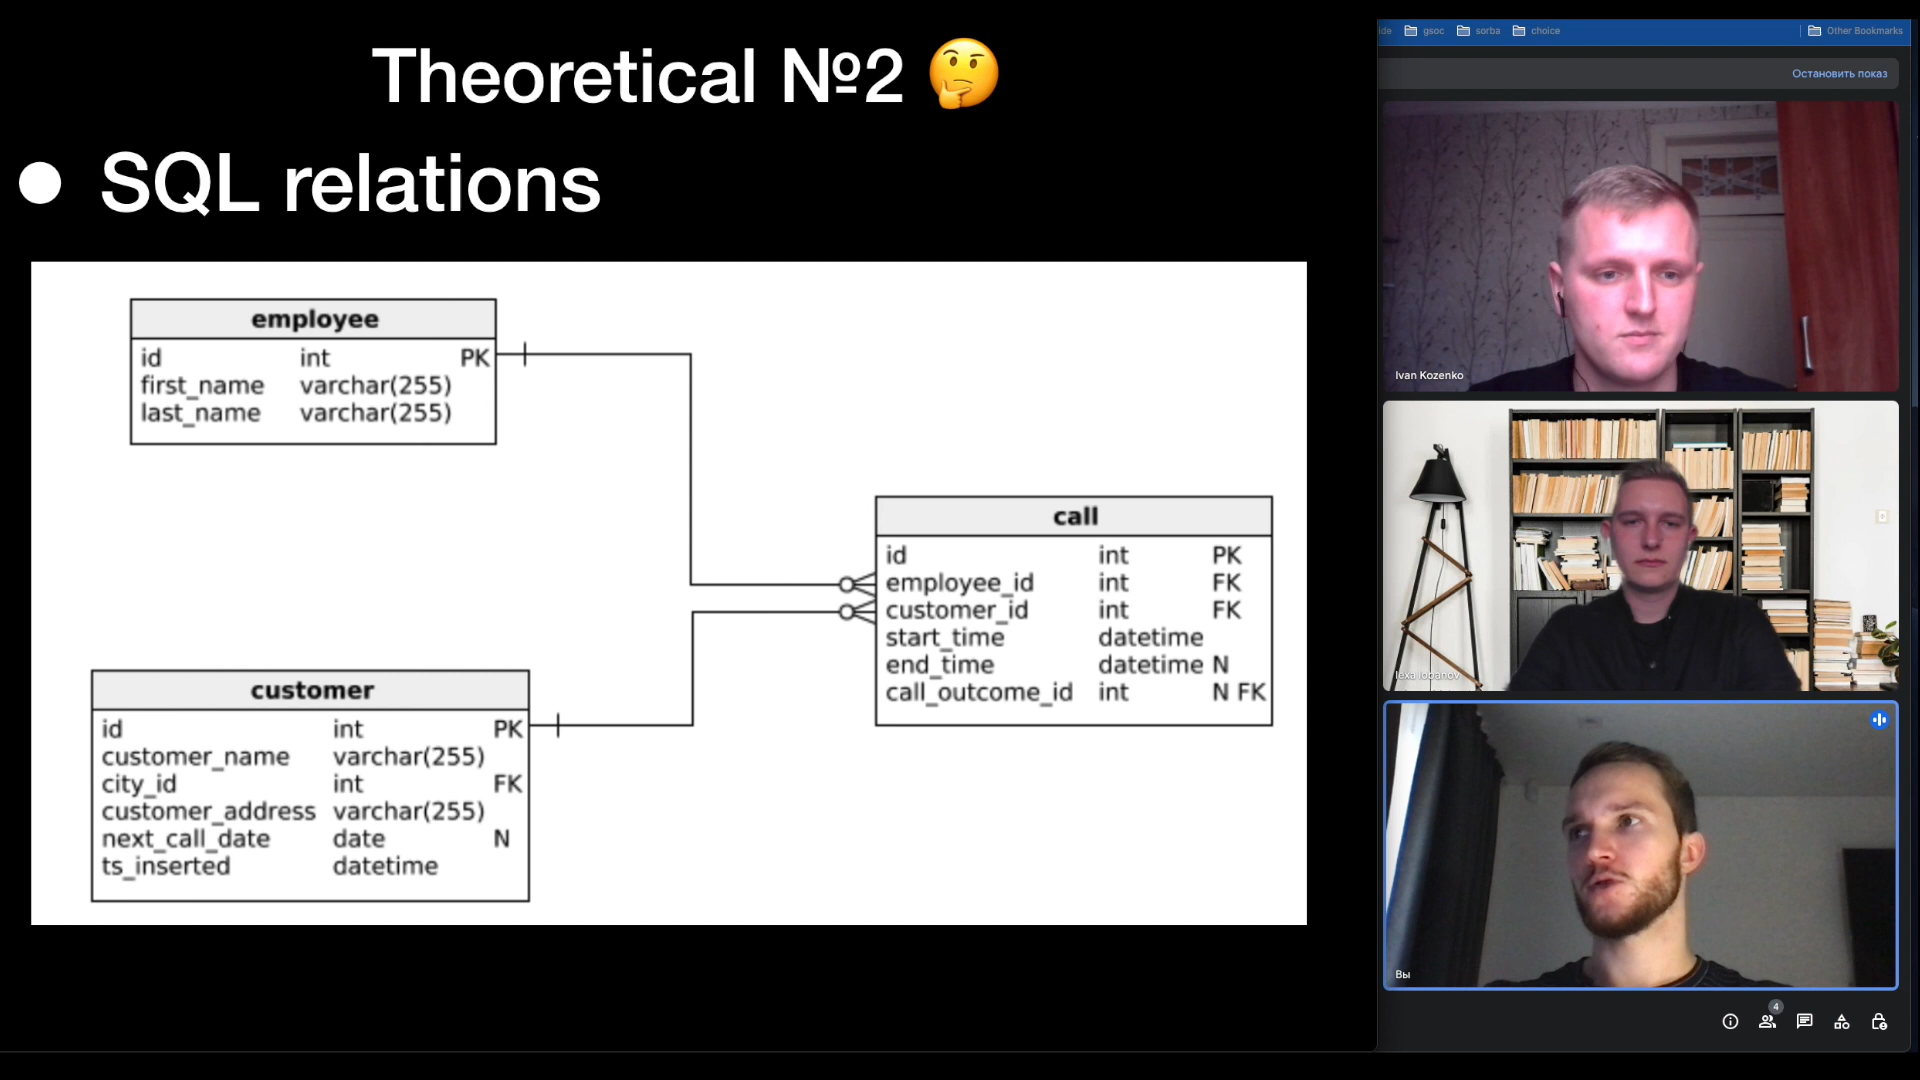 Theoretical №2 🤔
● SQL relations
employee
id int PK
first_name varchar(255)
last_name varchar(255)
call
id int PK
employee_id int FK
customer_id int FK
start_time datetime
end_time datetime N
call_outcome_id int N FK
customer
id int PK
customer_name varchar(255)
city_id int FK
customer_address varchar(255)
next_call_date date N
ts_inserted datetime
gsoc sorba choice Other Bookmarks
Остановить показ
Ivan Kozenko
lexa lobanov
Вы
4